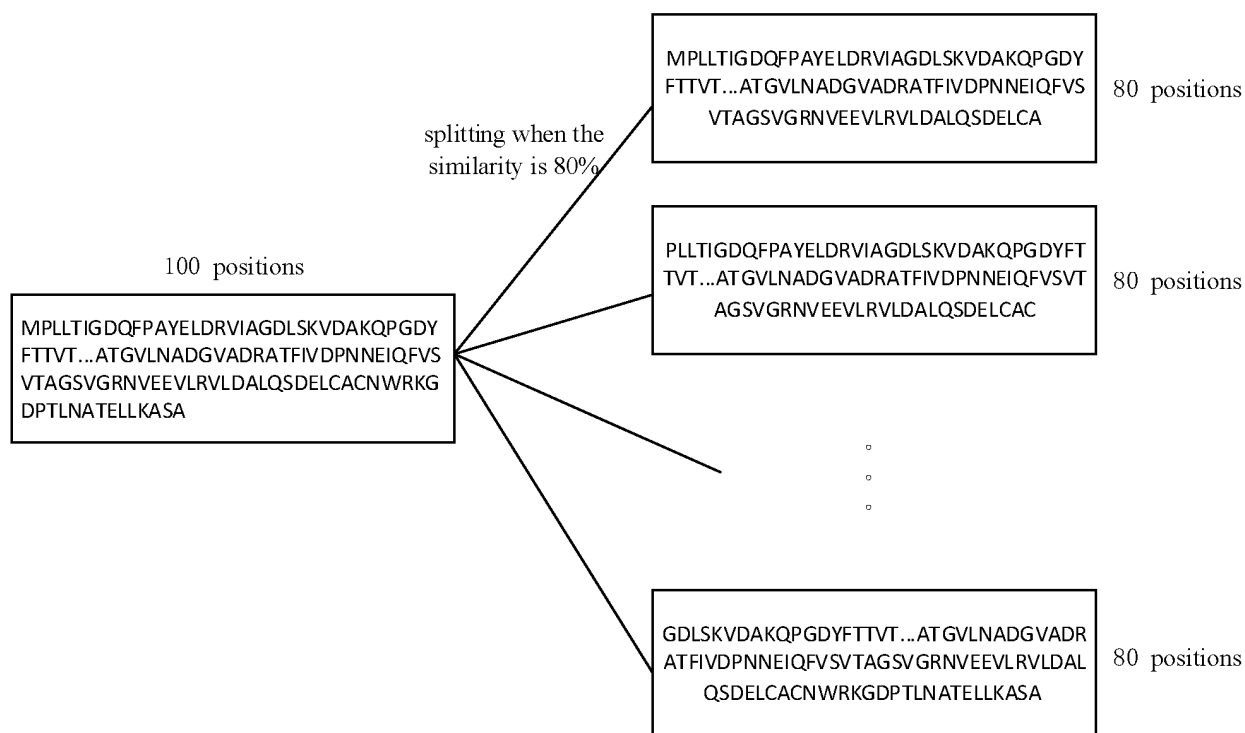 MPLLTIGDQFPAYELDRVIAGDLSKVDAKQPGDY
FTTVT...ATGVLNADGVADRATFIVDPNNEIQFVS
VTAGSVGRNVEEVLRVLDALQSDELCA
80 positions
splitting when the
similarity is 80%
PLLTIGDQFPAYELDRVIAGDLSKVDAKQPGDYFT
TVT...ATGVLNADGVADRATFIVDPNNEIQFVSVT
AGSVGRNVEEVLRVLDALQSDELCAC
80 positions
100 positions
MPLLTIGDQFPAYELDRVIAGDLSKVDAKQPGDY
FTTVT...ATGVLNADGVADRATFIVDPNNEIQFVS
VTAGSVGRNVEEVLRVLDALQSDELCACNWRKG
DPTLNATELLKASA
GDLSKVDAKQPGDYFTTVT...ATGVLNADGVADR
ATFIVDPNNEIQFVSVTAGSVGRNVEEVLRVLDAL
QSDELCACNWRKGDPTLNATELLKASA
80 positions